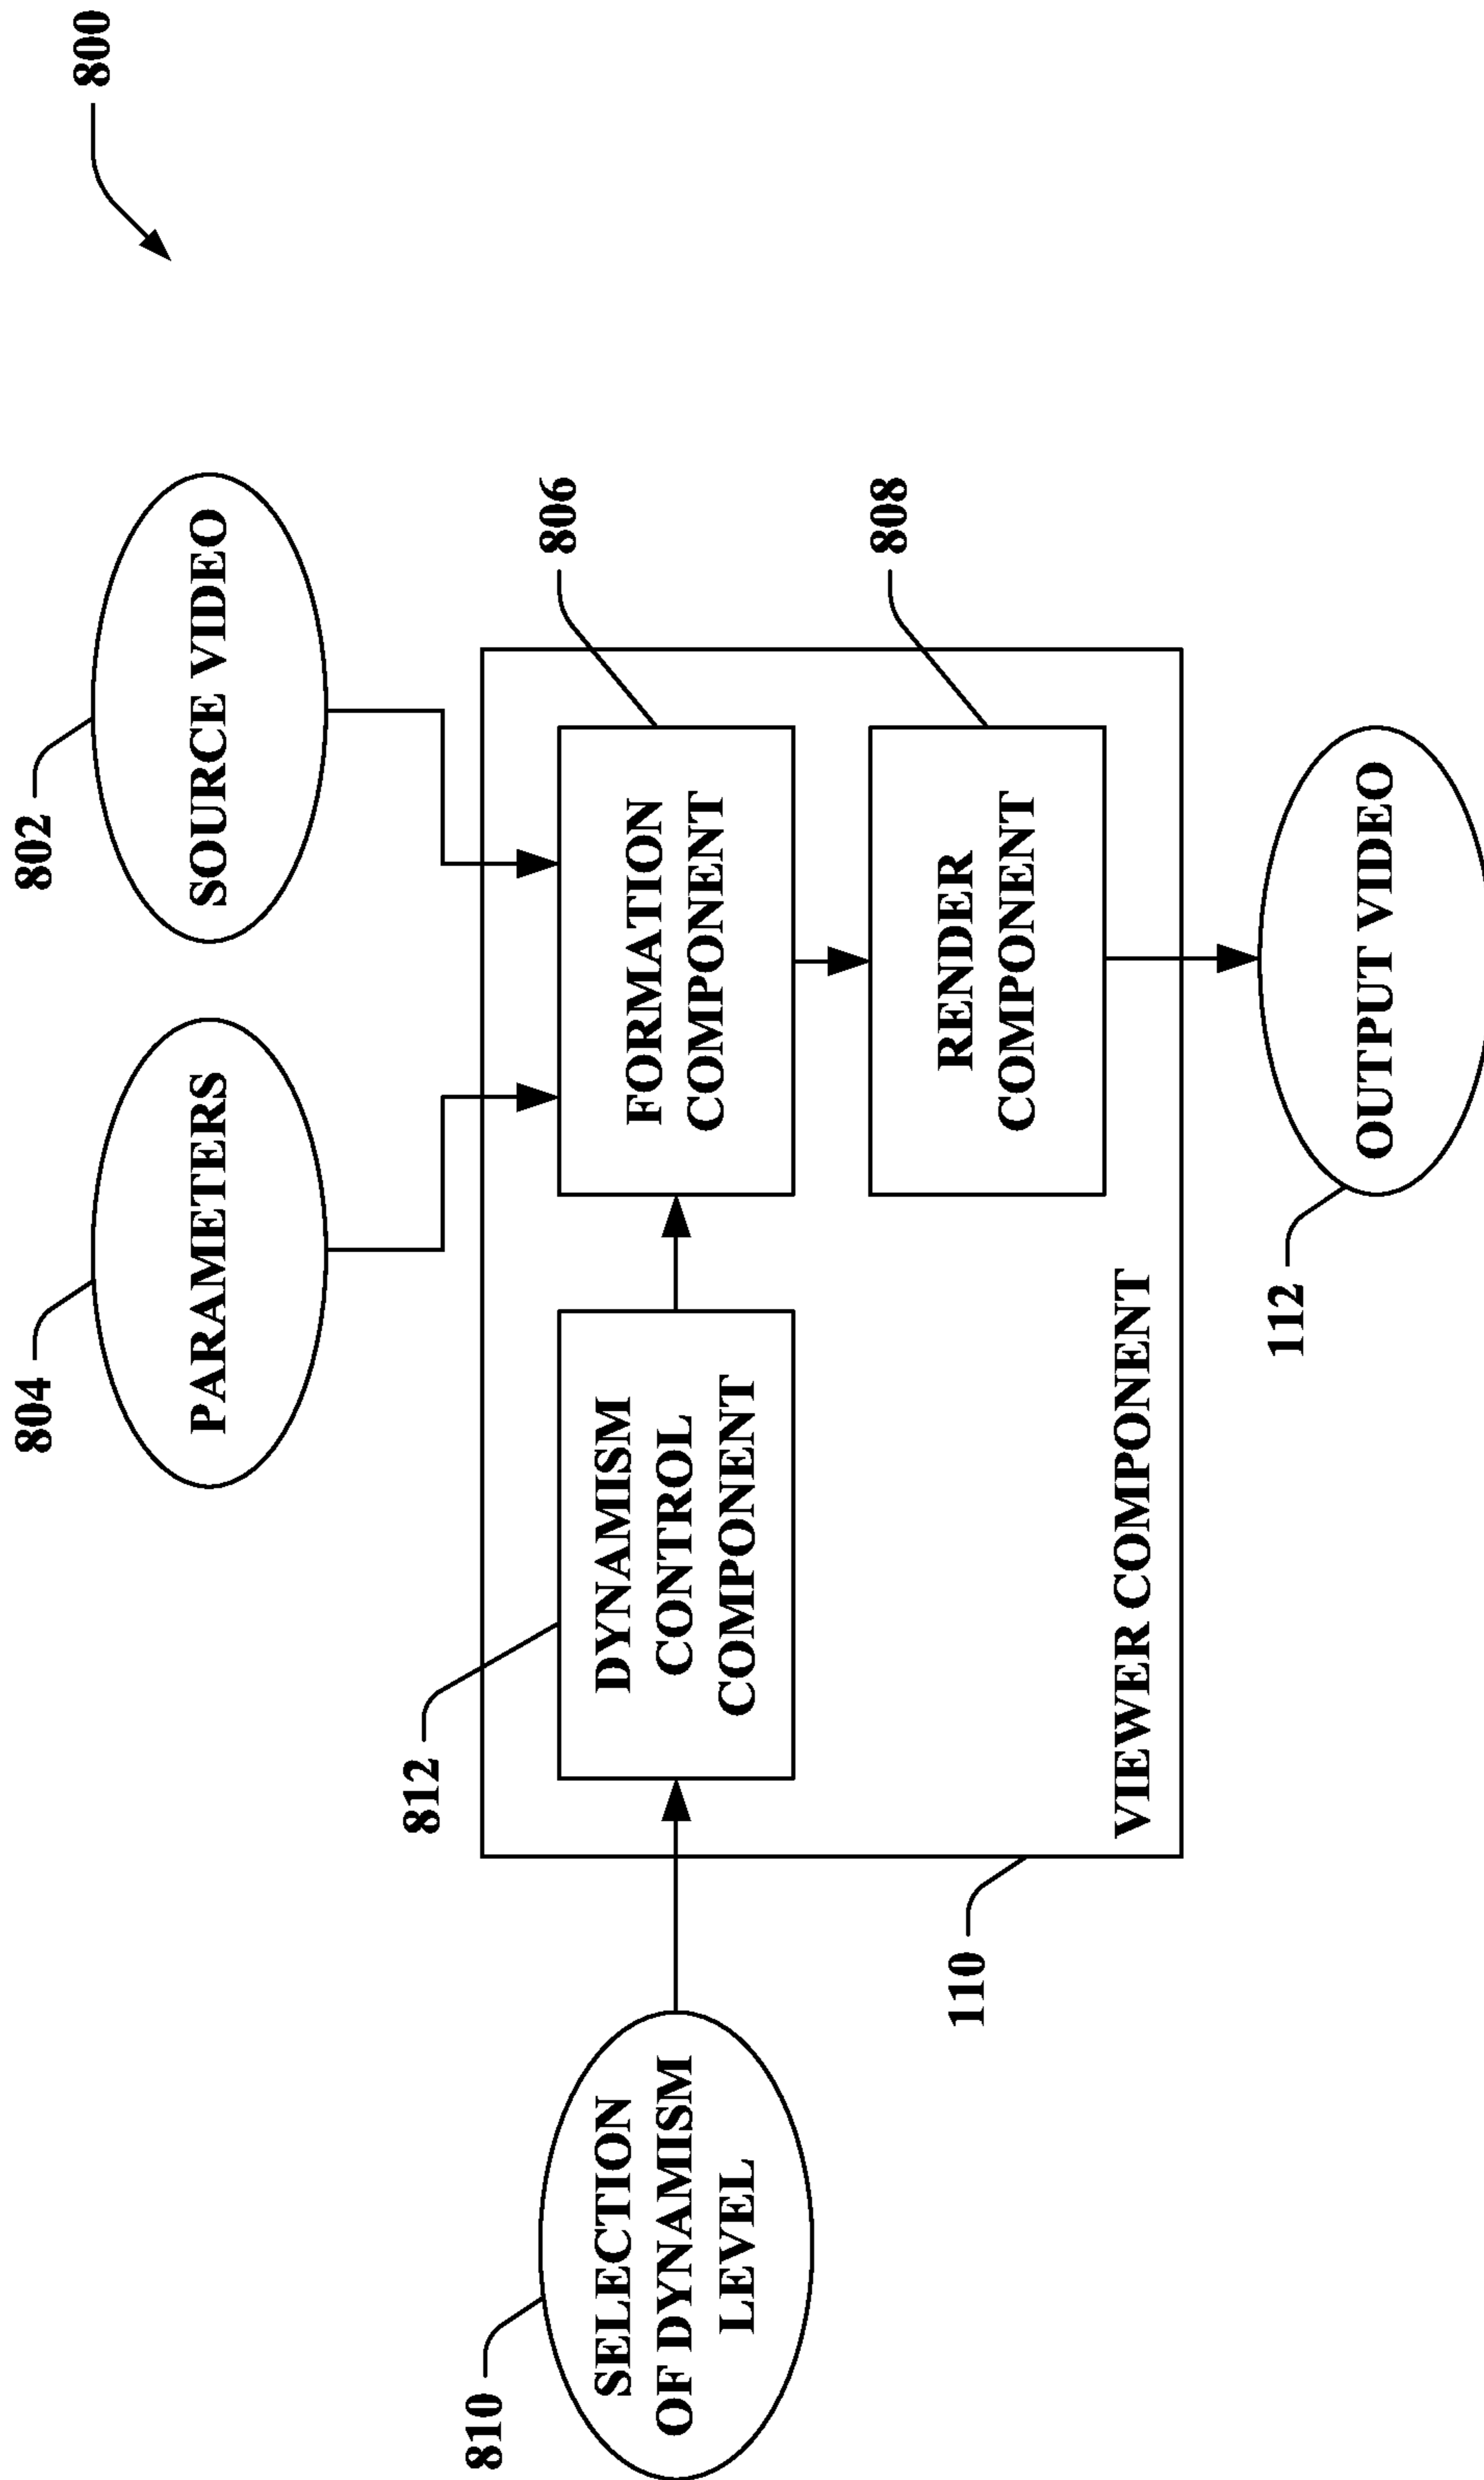 800
804
802
PARAMETERS
SOURCE VIDEO
812
806
810
SELECTION
OF DYNAMISM
LEVEL
DYNAMISM
CONTROL
COMPONENT
FORMATION
COMPONENT
808
RENDER
COMPONENT
110
VIEWER COMPONENT
112
OUTPUT VIDEO